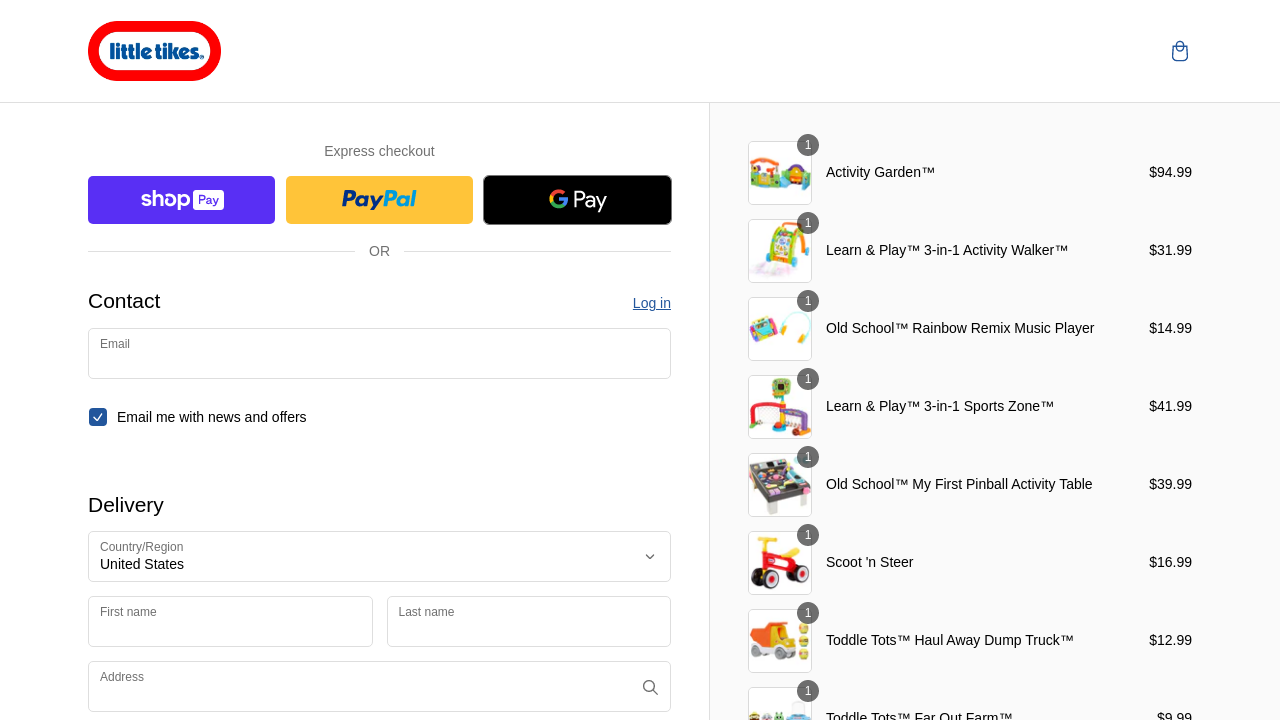 little tikes
Express checkout
shop Pay
PayPal
G Pay
OR
Contact
Log in
Email
Email me with news and offers
Delivery
Country/Region
United States
First name
Last name
Address
1
Activity Garden™
$94.99
1
Learn & Play™ 3-in-1 Activity Walker™
$31.99
1
Old School™ Rainbow Remix Music Player
$14.99
1
Learn & Play™ 3-in-1 Sports Zone™
$41.99
1
Old School™ My First Pinball Activity Table
$39.99
1
Scoot 'n Steer
$16.99
1
Toddle Tots™ Haul Away Dump Truck™
$12.99
1
Toddle Tots™ Far Out Farm™
$9.99